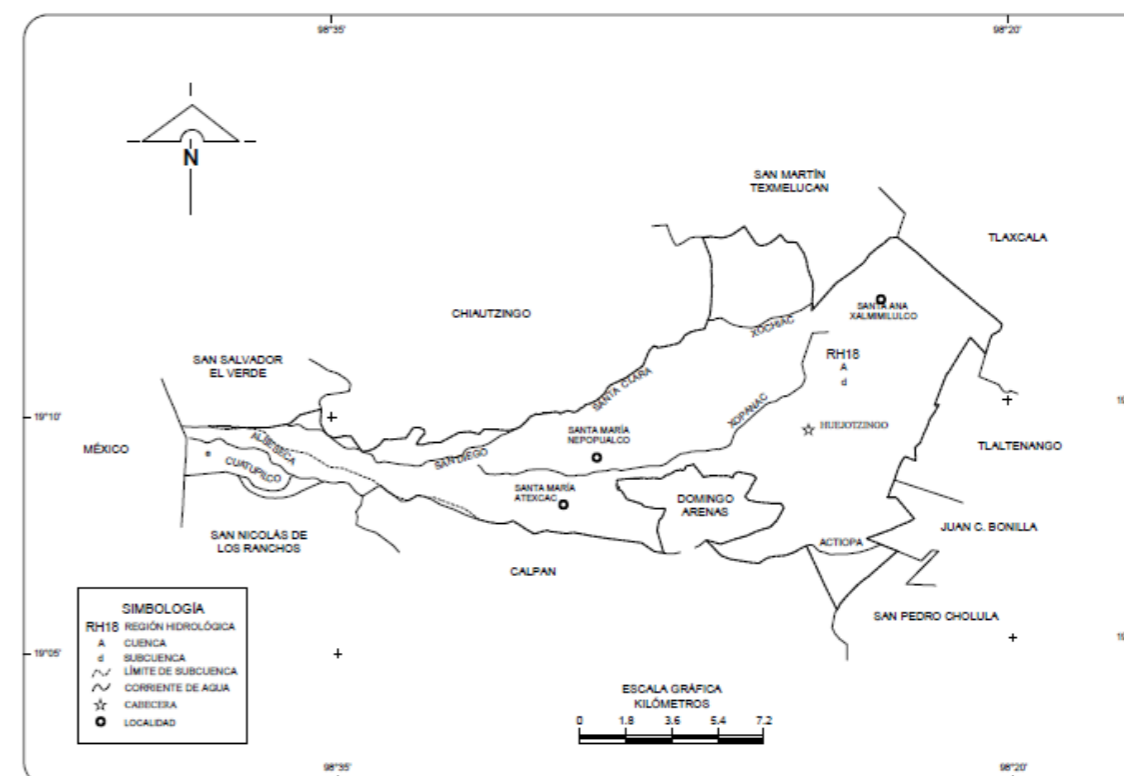 98°35'
98°20'
N
SAN MARTÍN
TEXMELUCAN
TLAXCALA
SANTA ANA
XALMIMILULCO
CHIAUTZINGO
XOCHIAC
RH18
A
d
SAN SALVADOR
EL VERDE
SANTA CLARA
XOPANAC
19°10'
19
HUEJOTZINGO
SANTA MARÍA
NEPOPUALCO
MÉXICO
ALSESECA
SAN DIEGO
TLALTENANGO
e
CUATUPILCO
SANTA MARÍA
ATEXCAC
DOMINGO
ARENAS
JUAN C. BONILLA
SAN NICOLÁS DE
LOS RANCHOS
ACTIOPA
CALPAN
SAN PEDRO CHOLULA
SIMBOLOGÍA
RH18 REGIÓN HIDROLÓGICA
A CUENCA
d SUBCUENCA
LÍMITE DE SUBCUENCA
CORRIENTE DE AGUA
CABECERA
LOCALIDAD
19°05'
19
ESCALA GRÁFICA
KILÓMETROS
0 1.8 3.6 5.4 7.2
98°35'
98°20'